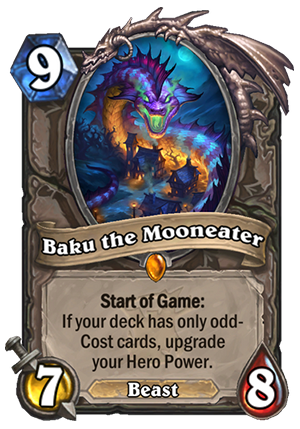 9
Baku the Mooneater
Start of Game:
If your deck has only odd-
Cost cards, upgrade
your Hero Power.
7
Beast
8